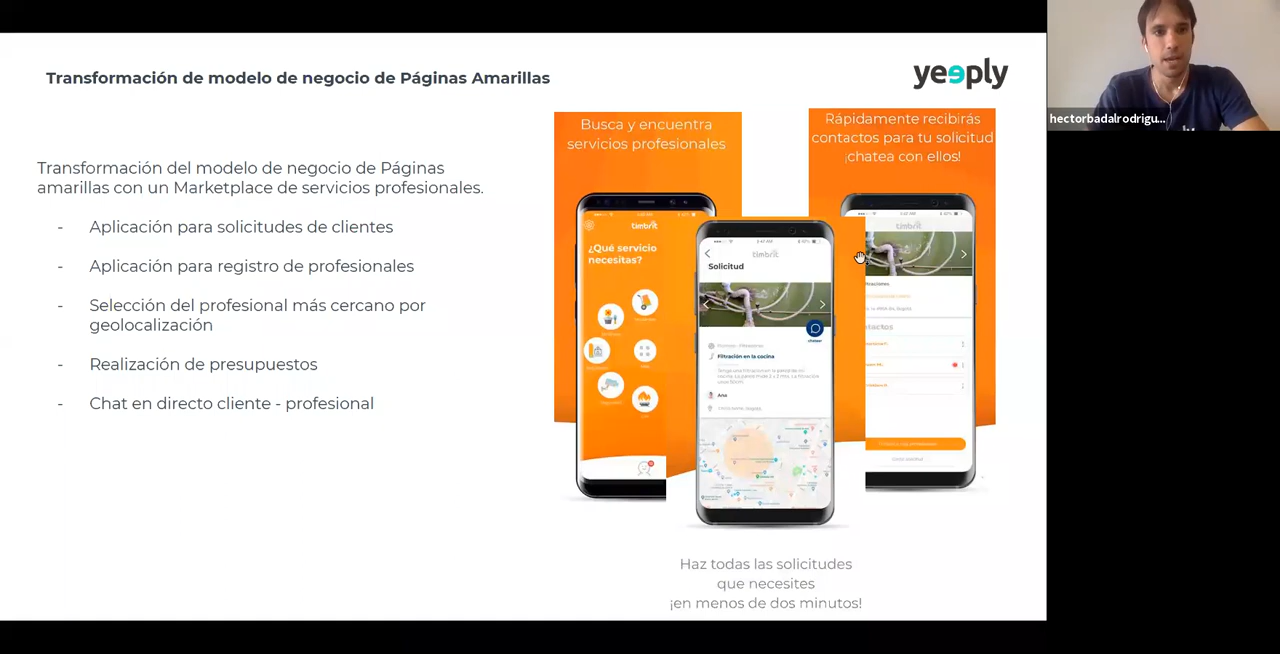 Transformación de modelo de negocio de Páginas Amarillas
yeeply
hectorbadalrodrigu...
Transformación del modelo de negocio de Páginas
amarillas con un Marketplace de servicios profesionales.
- Aplicación para solicitudes de clientes
- Aplicación para registro de profesionales
- Selección del profesional más cercano por
geolocalización
- Realización de presupuestos
- Chat en directo cliente - profesional
Busca y encuentra
servicios profesionales
timbrit
¿Qué servicio
necesitas?
timbrit
Solicitud
chatear
Filtración en la cocina
Ana
Rápidamente recibirás
contactos para tu solicitud
¡chatea con ellos!
timbrit
Haz todas las solicitudes
que necesites
¡en menos de dos minutos!